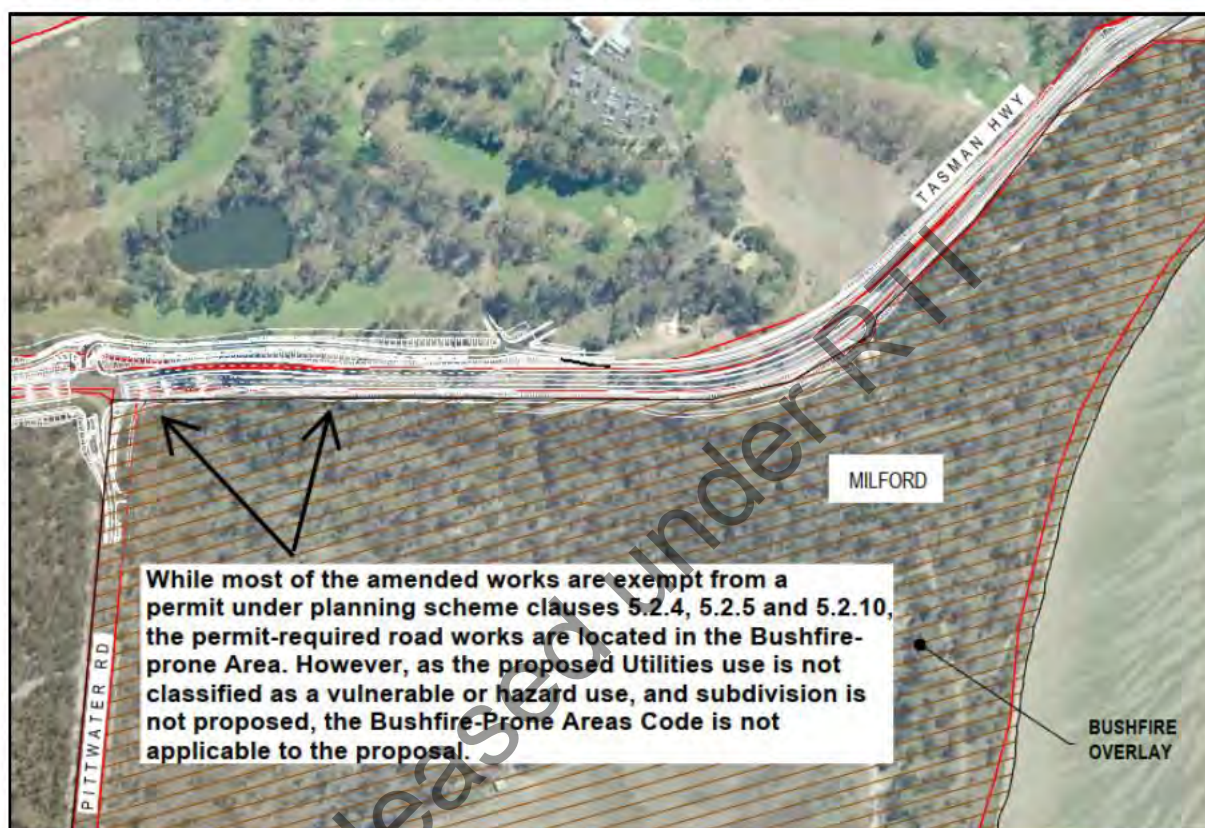 TASMAN HWY
MILFORD
While most of the amended works are exempt from a
permit under planning scheme clauses 5.2.4, 5.2.5 and 5.2.10,
the permit-required road works are located in the Bushfire-
prone Area. However, as the proposed Utilities use is not
classified as a vulnerable or hazard use, and subdivision is
not proposed, the Bushfire-Prone Areas Code is not
applicable to the proposal.
PITTWATER RD
BUSHFIRE
OVERLAY
leased under RTI